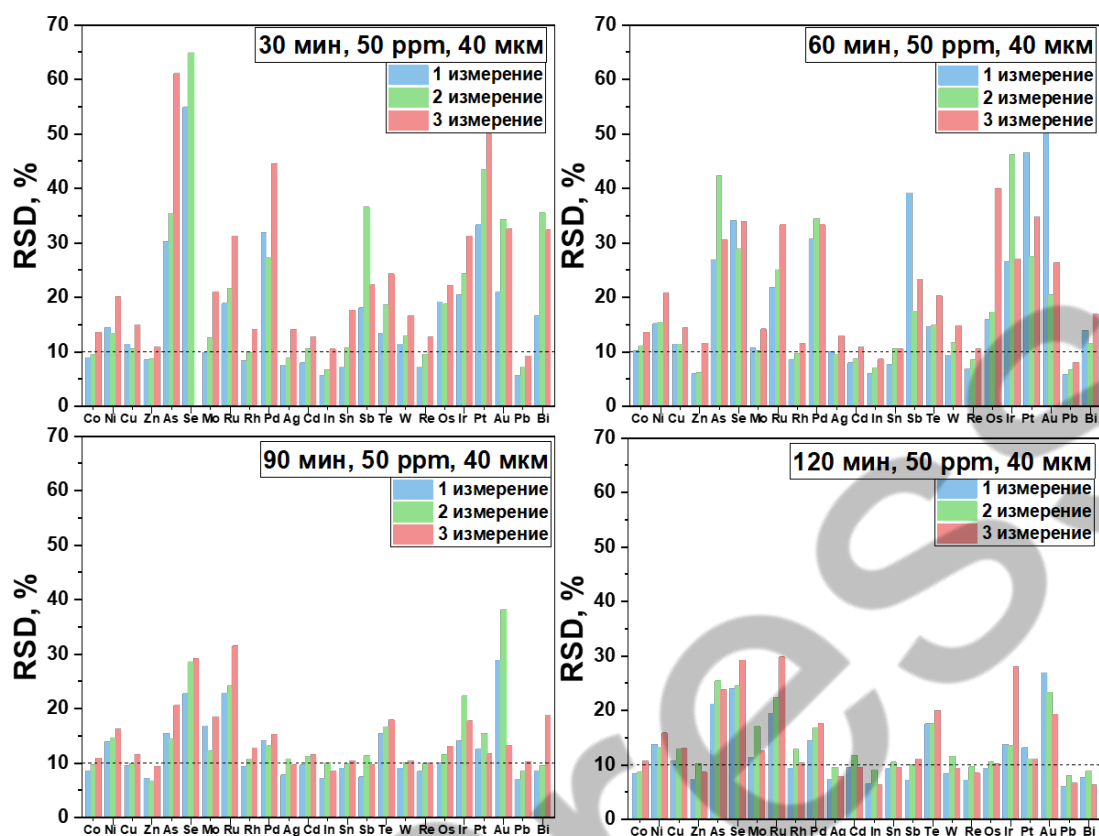 70
60
50
40
30
20
10
0
RSD, %
30 мин, 50 ppm, 40 мкм
1 измерение
2 измерение
3 измерение
Co Ni Cu Zn As Se Mo Ru Rh Pd Ag Cd In Sn Sb Te W Re Os Ir Pt Au Pb Bi
70
60
50
40
30
20
10
0
RSD, %
60 мин, 50 ppm, 40 мкм
1 измерение
2 измерение
3 измерение
Co Ni Cu Zn As Se Mo Ru Rh Pd Ag Cd In Sn Sb Te W Re Os Ir Pt Au Pb Bi
70
60
50
40
30
20
10
0
RSD, %
90 мин, 50 ppm, 40 мкм
1 измерение
2 измерение
3 измерение
Co Ni Cu Zn As Se Mo Ru Rh Pd Ag Cd In Sn Sb Te W Re Os Ir Pt Au Pb Bi
70
60
50
40
30
20
10
0
RSD, %
120 мин, 50 ppm, 40 мкм
1 измерение
2 измерение
3 измерение
Co Ni Cu Zn As Se Mo Ru Rh Pd Ag Cd In Sn Sb Te W Re Os Ir Pt Au Pb Bi